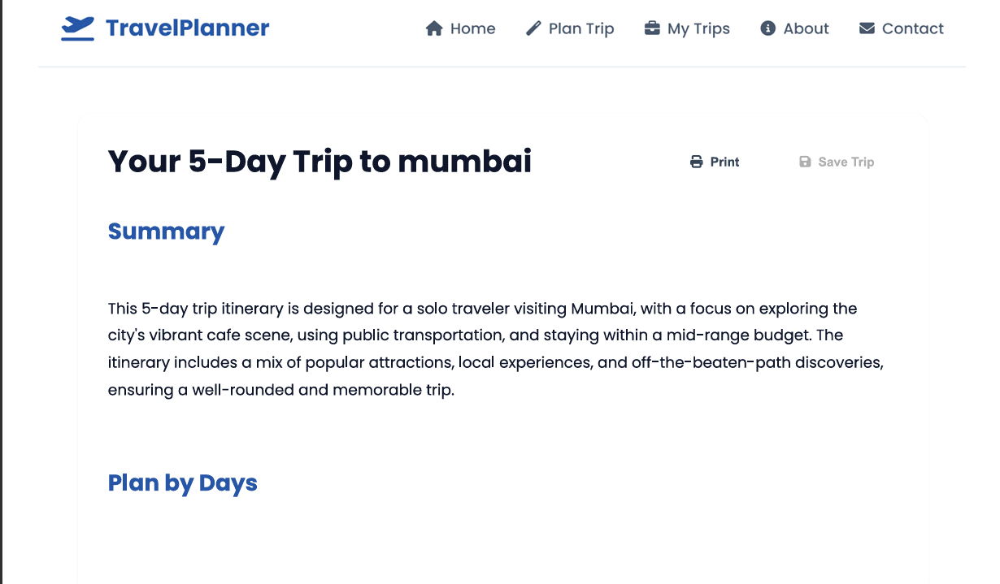 TravelPlanner
Home
Plan Trip
My Trips
About
Contact
Your 5-Day Trip to mumbai
Print
Save Trip
Summary
This 5-day trip itinerary is designed for a solo traveler visiting Mumbai, with a focus on exploring the
city's vibrant cafe scene, using public transportation, and staying within a mid-range budget. The
itinerary includes a mix of popular attractions, local experiences, and off-the-beaten-path discoveries,
ensuring a well-rounded and memorable trip.
Plan by Days